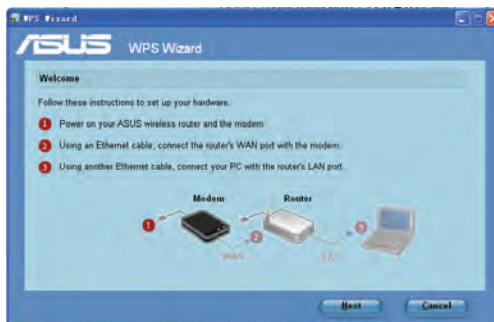 WPS Wizard
ASUS WPS Wizard
Welcome
Follow these instructions to set up your hardware.
1 Power on your ASUS wireless router and the modem
2 Using an Ethernet cable, connect the router's WAN port with the modem.
3 Using another Ethernet cable, connect your PC with the router's LAN port.
Modem Router
1 2 3
WAN LAN
Next Cancel